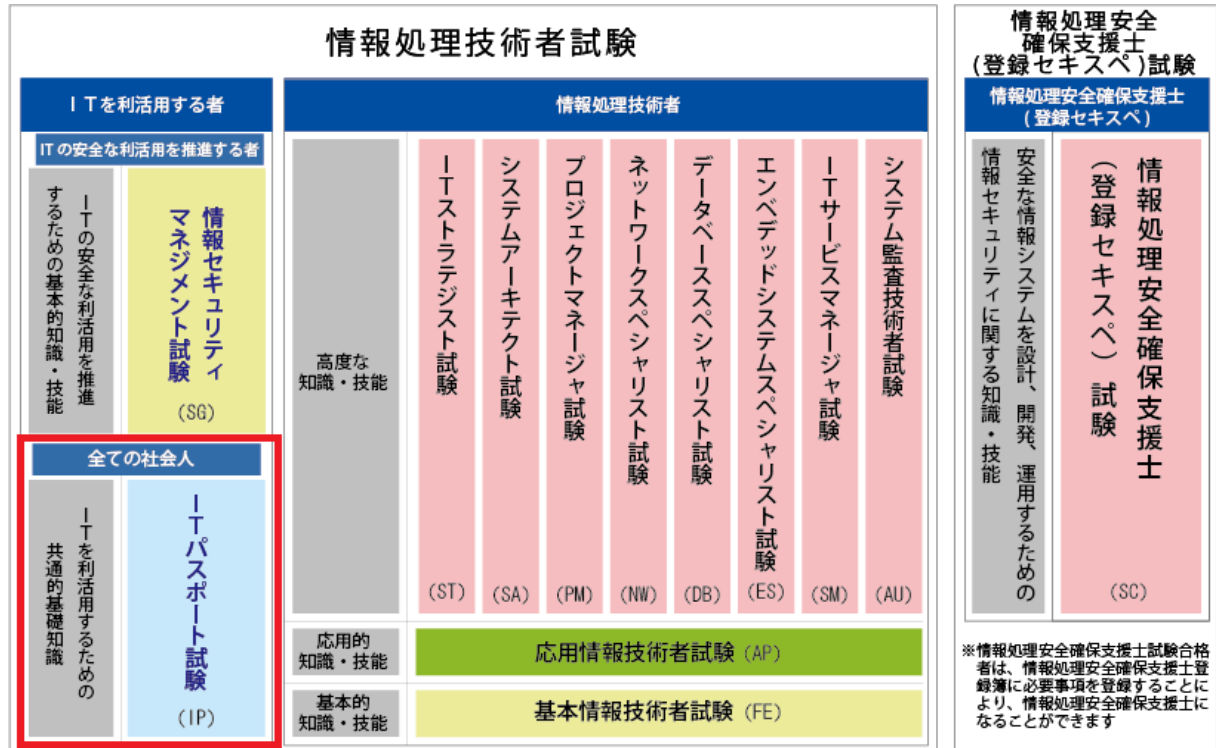 情報処理技術者試験
ITを利活用する者
ITの安全な利活用を推進する者
ITの安全な利活用を推進
するための基本的知識・技能
情報セキュリティ
マネジメント試験
(SG)
全ての社会人
ITを利活用するための
共通的基礎知識
ITパスポート試験
(IP)
情報処理技術者
高度な
知識・技能
ITストラテジスト試験
(ST)
システムアーキテクト試験
(SA)
プロジェクトマネージャ試験
(PM)
ネットワークスペシャリスト試験
(NW)
データベーススペシャリスト試験
(DB)
エンベデッドシステムスペシャリスト試験
(ES)
ITサービスマネージャ試験
(SM)
システム監査技術者試験
(AU)
応用的
知識・技能
応用情報技術者試験(AP)
基本的
知識・技能
基本情報技術者試験(FE)
情報処理安全
確保支援士
(登録セキスペ)試験
情報処理安全確保支援士
(登録セキスペ)
安全な情報システムを設計、開発、運用するための
情報セキュリティに関する知識・技能
情報処理安全確保支援士
(登録セキスペ)試験
(SC)
※情報処理安全確保支援士試験合格
者は、情報処理安全確保支援士登
録簿に必要事項を登録することに
より、情報処理安全確保支援士に
なることができます